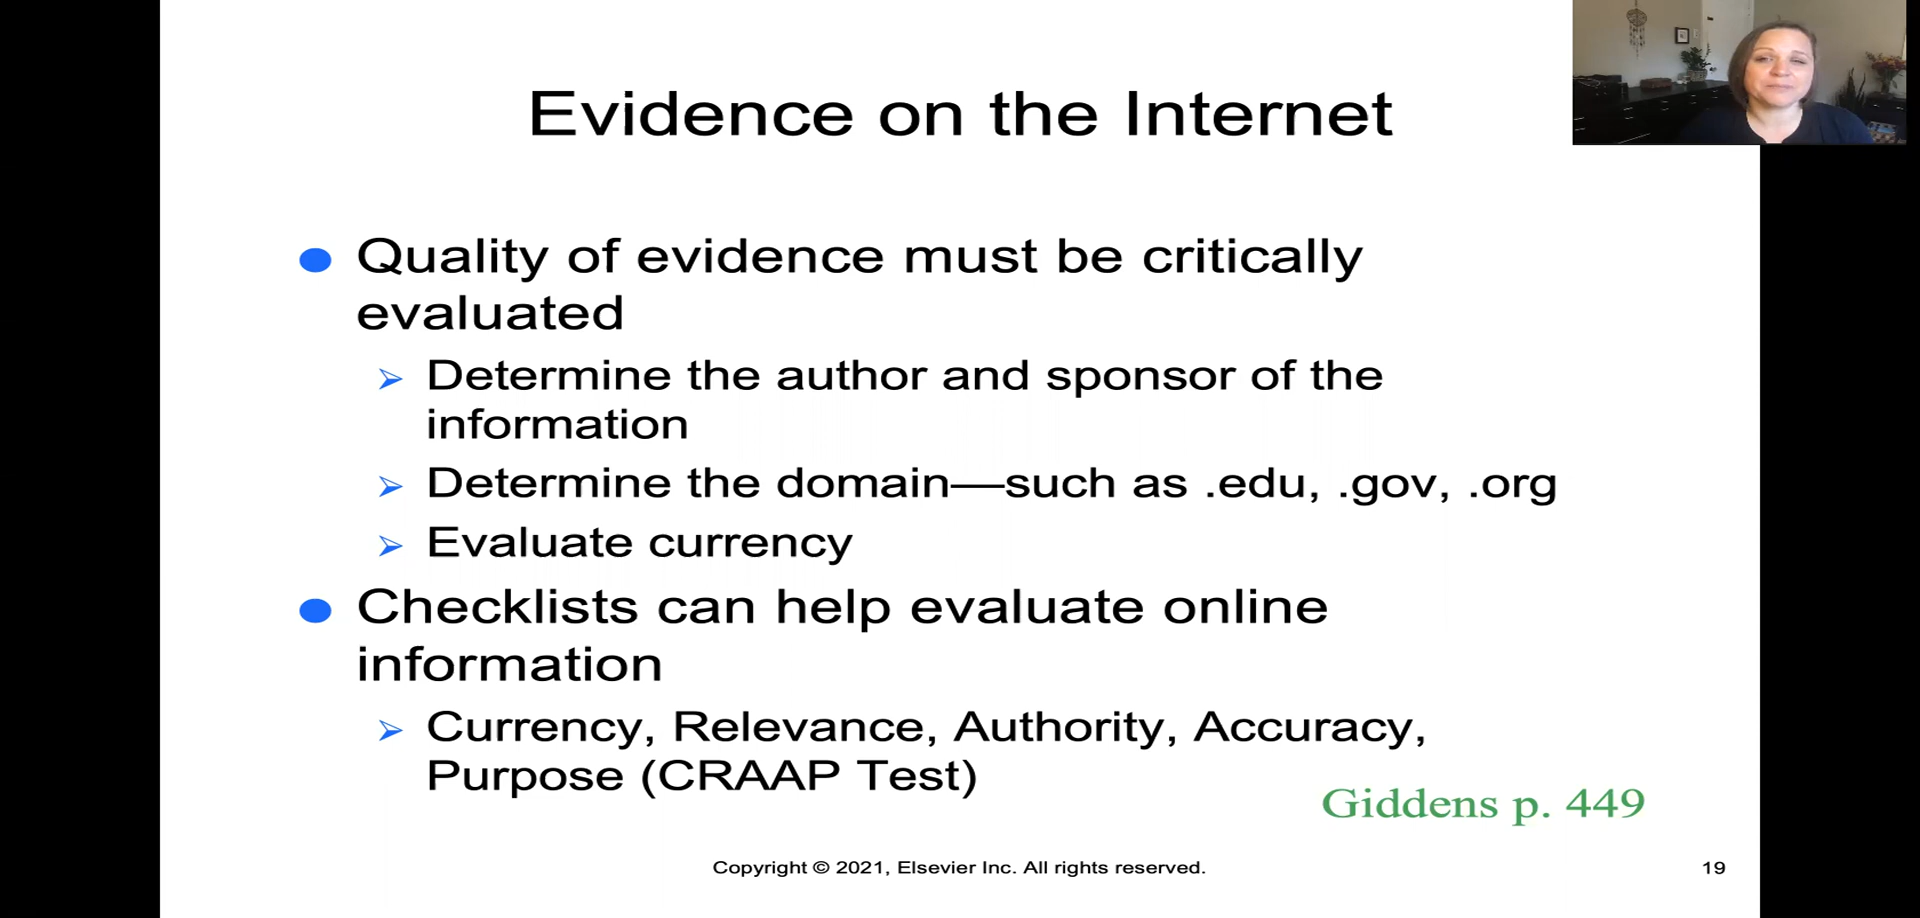 Evidence on the Internet
Quality of evidence must be critically
evaluated
Determine the author and sponsor of the
information
Determine the domain—such as .edu, .gov, .org
Evaluate currency
Checklists can help evaluate online
information
Currency, Relevance, Authority, Accuracy,
Purpose (CRAAP Test)
Giddens p. 449
Copyright © 2021, Elsevier Inc. All rights reserved.
19